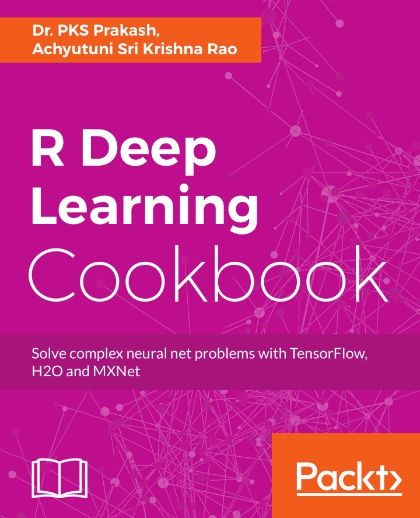 Dr. PKS Prakash,
Achyutuni Sri Krishna Rao
R Deep
Learning
Cookbook
Solve complex neural net problems with TensorFlow,
H2O and MXNet
Packt>